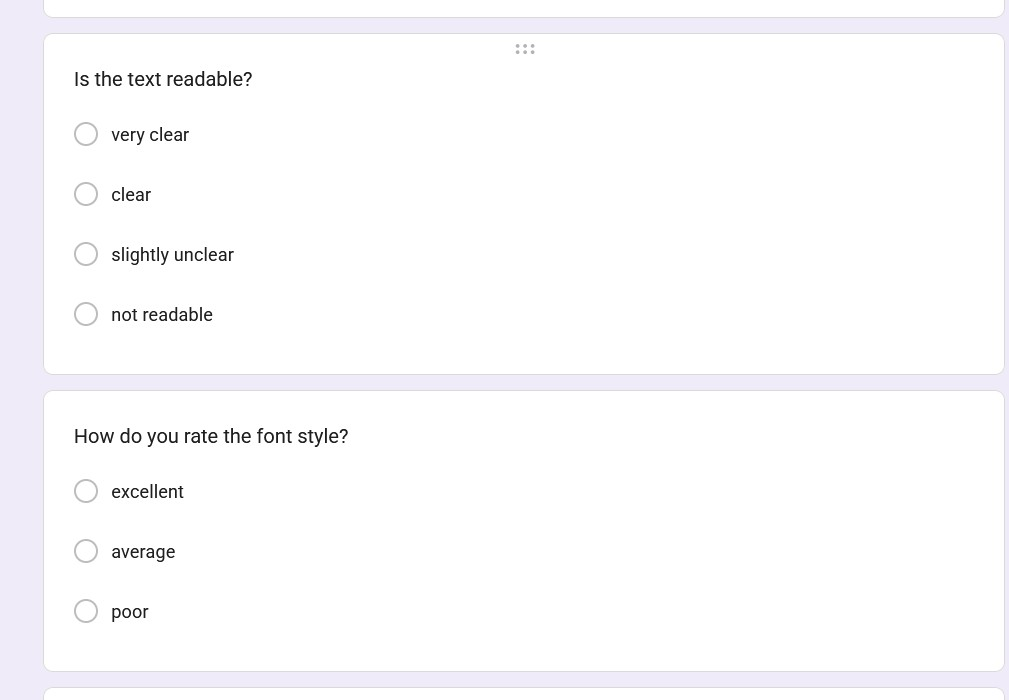 Is the text readable?
very clear
clear
slightly unclear
not readable
How do you rate the font style?
excellent
average
poor